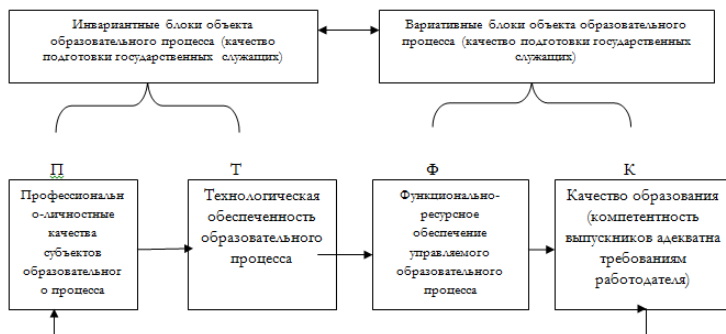 Инвариантные блоки объекта
образовательного процесса (качество
подготовки государственных служащих)
Вариативные блоки объекта образовательного
процесса (качество подготовки государственных
служащих)
П
Т
Ф
К
Профессиональн
о-личностные
качества
субъектов
образовательног
о процесса
Технологическая
обеспеченность
образовательного
процесса
Функционально-
ресурсное
обеспечение
управляемого
образовательного
процесса
Качество образования
(компетентность
выпускников адекватна
требованиям
работодателя)